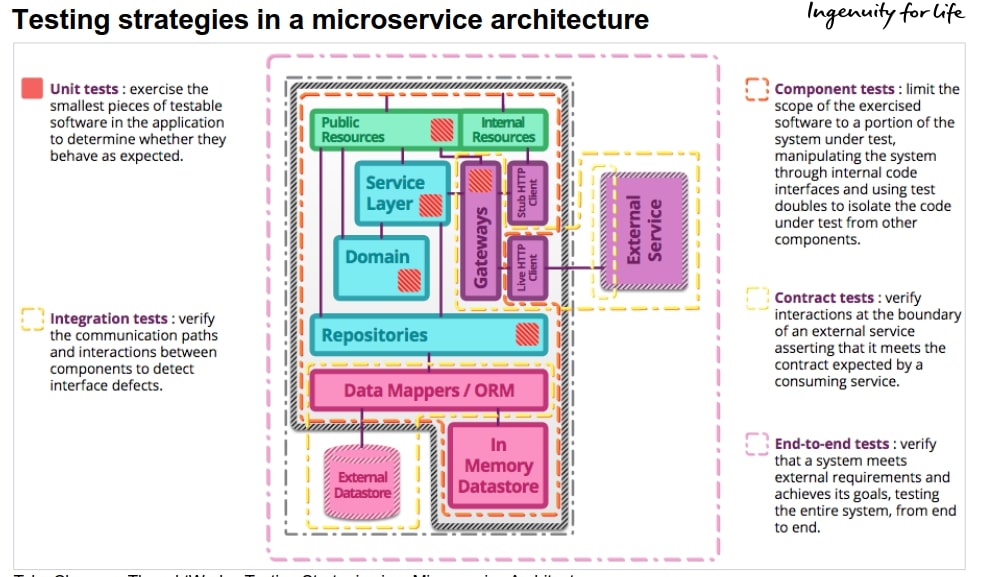 Testing strategies in a microservice architecture
Ingenuity for life
Unit tests : exercise the
smallest pieces of testable
software in the application
to determine whether they
behave as expected.
Integration tests : verify
the communication paths
and interactions between
components to detect
interface defects.
Public
Resources
Internal
Resources
Service
Layer
Domain
Gateways
Stub HTTP
Client
Live HTTP
Client
External
Service
Repositories
Data Mappers / ORM
External
Datastore
In
Memory
Datastore
Component tests : limit the
scope of the exercised
software to a portion of the
system under test,
manipulating the system
through internal code
interfaces and using test
doubles to isolate the code
under test from other
components.
Contract tests : verify
interactions at the boundary
of an external service
asserting that it meets the
contract expected by a
consuming service.
End-to-end tests : verify
that a system meets
external requirements and
achieves its goals, testing
the entire system, from end
to end.